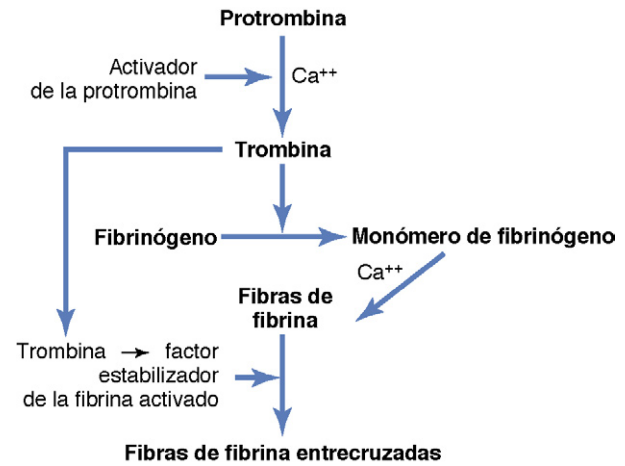 Protrombina
Activador
de la protrombina
Ca++
Trombina
Fibrinógeno
Monómero de fibrinógeno
Ca++
Fibras de
fibrina
Trombina → factor
estabilizador
de la fibrina activado
Fibras de fibrina entrecruzadas